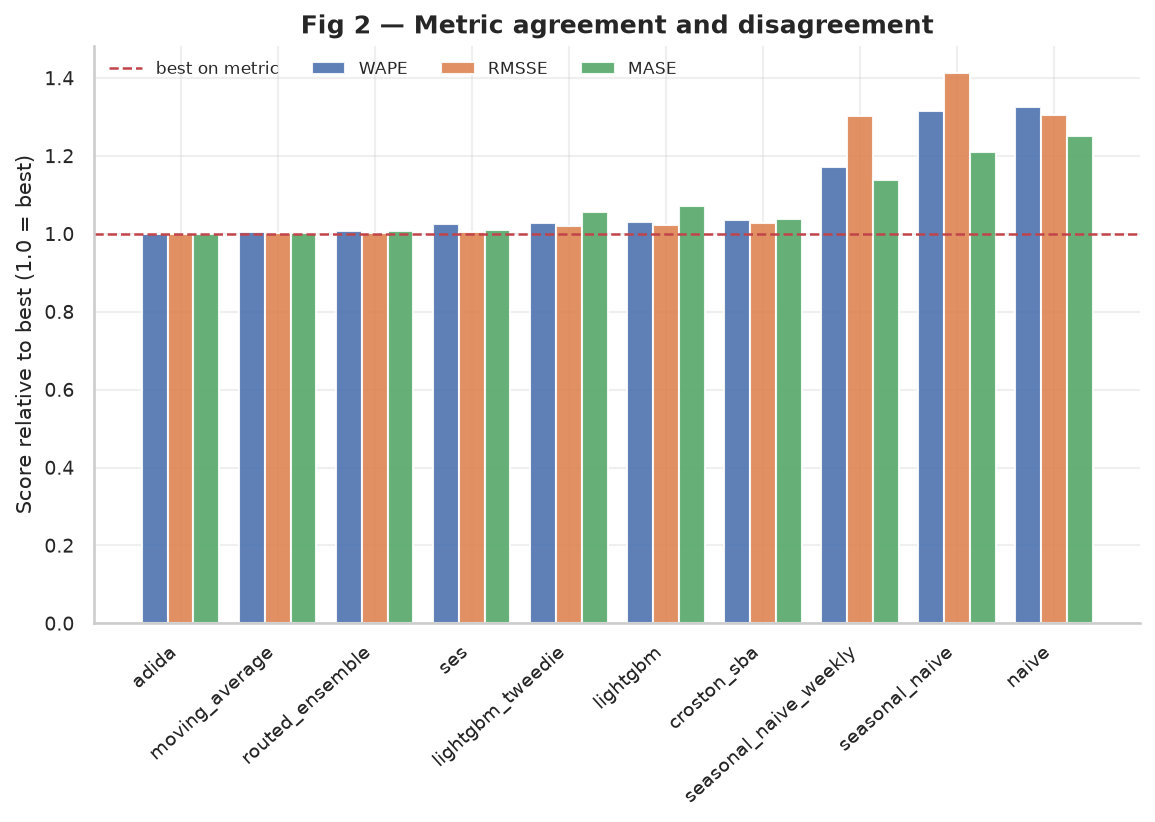 Fig 2 — Metric agreement and disagreement
best on metric
WAPE
RMSSE
MASE
Score relative to best (1.0 = best)
1.4
1.2
1.0
0.8
0.6
0.4
0.2
0.0
adida
moving_average
routed_ensemble
ses
lightgbm_tweedie
lightgbm
croston_sba
seasonal_naive_weekly
seasonal_naive
naive